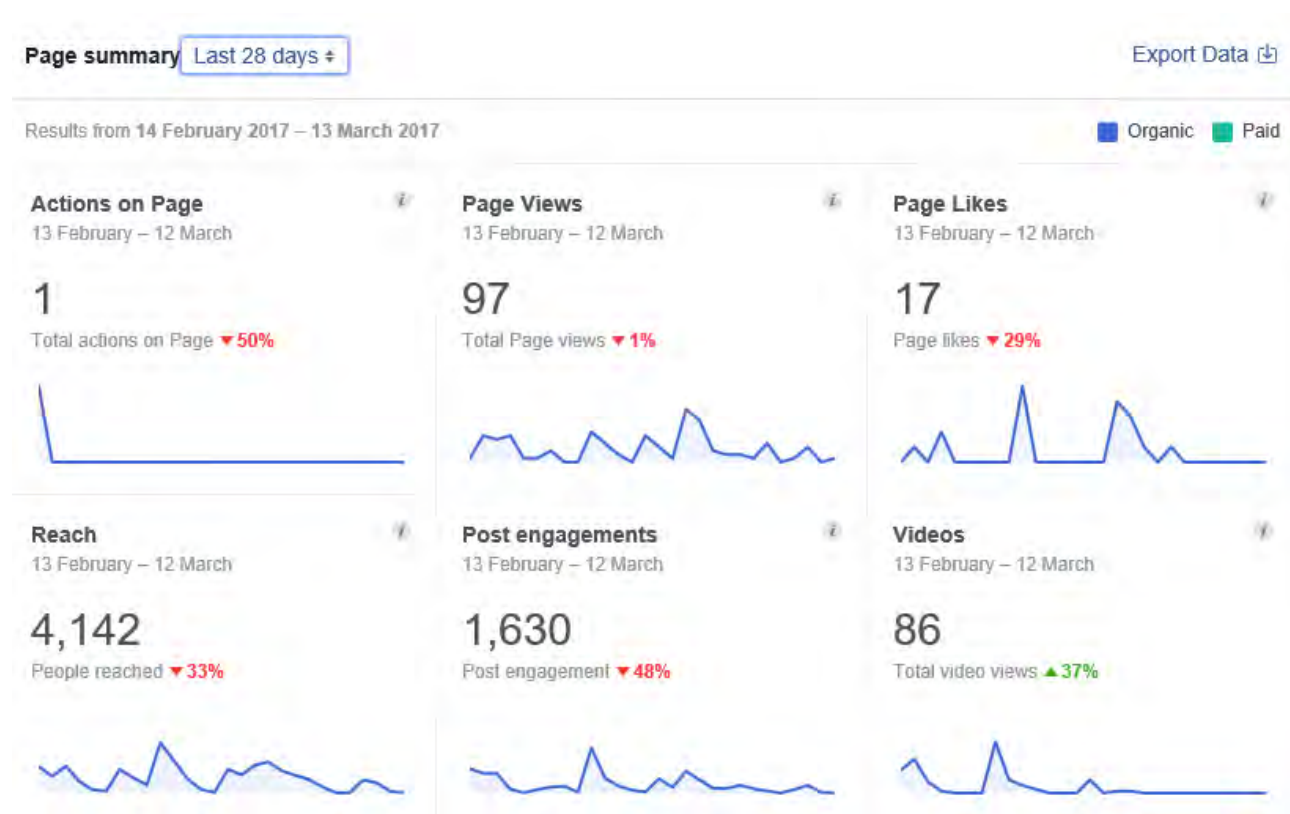 Page summary Last 28 days
Export Data
Results from 14 February 2017 – 13 March 2017
Organic Paid
Actions on Page
13 February – 12 March
1
Total actions on Page ▼ 50%
Page Views
13 February – 12 March
97
Total Page views ▼ 1%
Page Likes
13 February – 12 March
17
Page likes ▼ 29%
Reach
13 February – 12 March
4,142
People reached ▼ 33%
Post engagements
13 February – 12 March
1,630
Post engagement ▼ 48%
Videos
13 February – 12 March
86
Total video views ▲ 37%